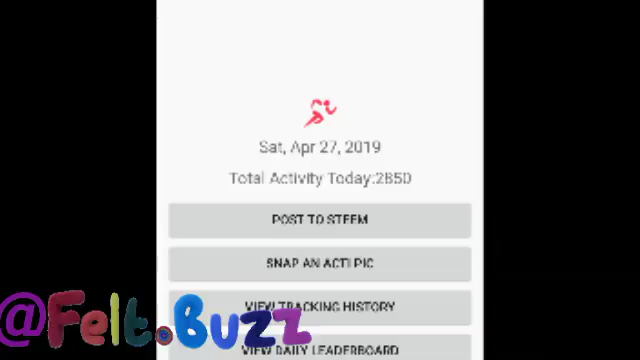 Sat, Apr 27, 2019
Total Activity Today:2850
POST TO STEEM
SNAP AN ACTI PIC
VIEW TRACKING HISTORY
@Felt.Buzz
VIEW DAILY LEADERBOARD